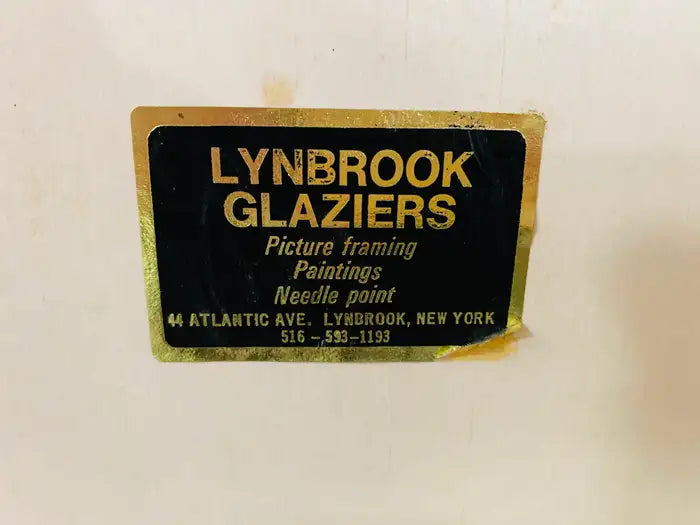 LYNBROOK
GLAZIERS
Picture framing
Paintings
Needle point
44 ATLANTIC AVE. LYNBROOK, NEW YORK
516-593-1193